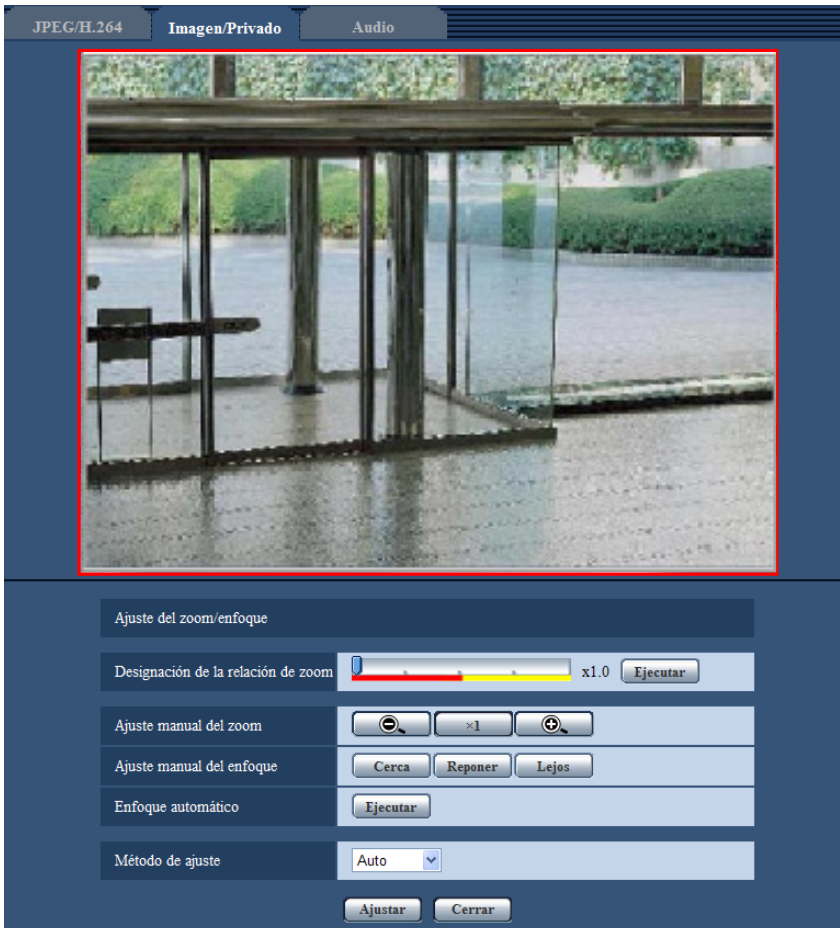 JPEG/H.264 Imagen/Privado Audio
Ajuste del zoom/enfoque
Designación de la relación de zoom x1.0 Ejecutar
Ajuste manual del zoom ×1
Ajuste manual del enfoque Cerca Reponer Lejos
Enfoque automático Ejecutar
Método de ajuste Auto
Ajustar Cerrar